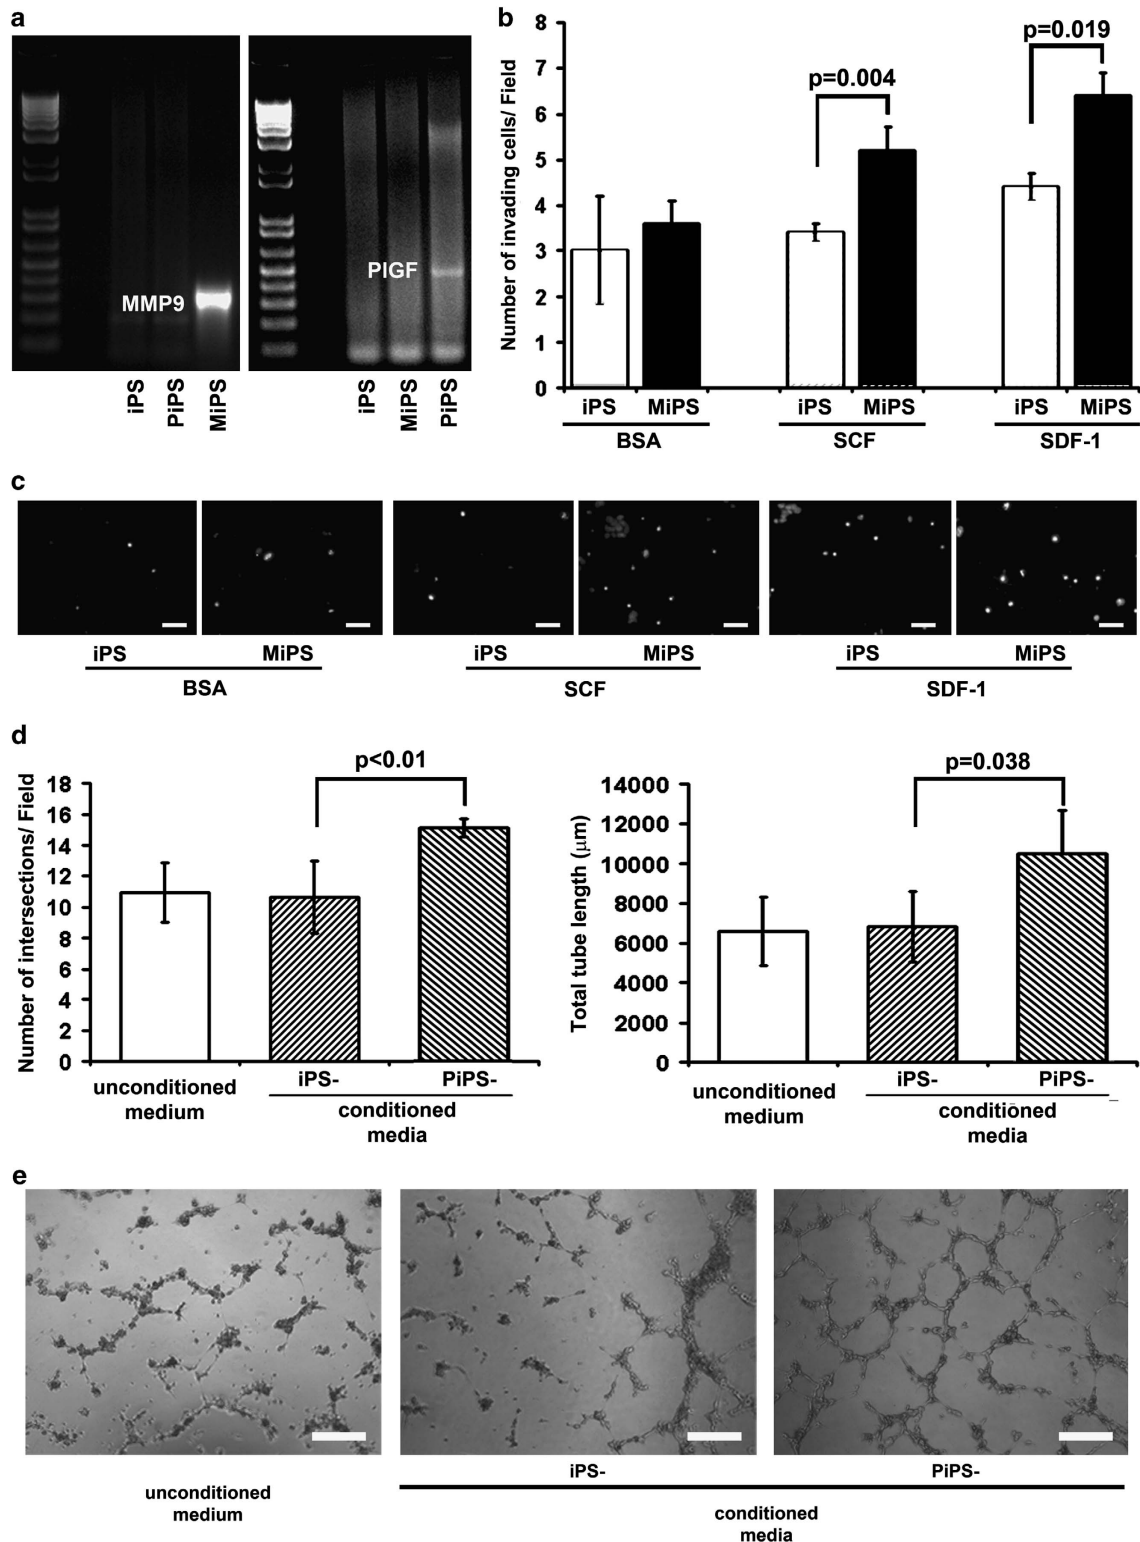 a
MMP9
PlGF
iPS
PiPS
MiPS
iPS
MiPS
PiPS
b
Number of invading cells/ Field
8
7
6
5
4
3
2
1
0
p=0.004
p=0.019
iPS MiPS iPS MiPS iPS MiPS
BSA SCF SDF-1
c
iPS MiPS iPS MiPS iPS MiPS
BSA SCF SDF-1
d
Number of intersections/ Field
18
16
14
12
10
8
6
4
2
0
p<0.01
unconditioned
medium
iPS- PiPS-
conditioned
media
Total tube length (μm)
14000
12000
10000
8000
6000
4000
2000
0
p=0.038
unconditioned
medium
iPS- PiPS-
conditioned
media
e
unconditioned
medium
iPS- PiPS-
conditioned
media